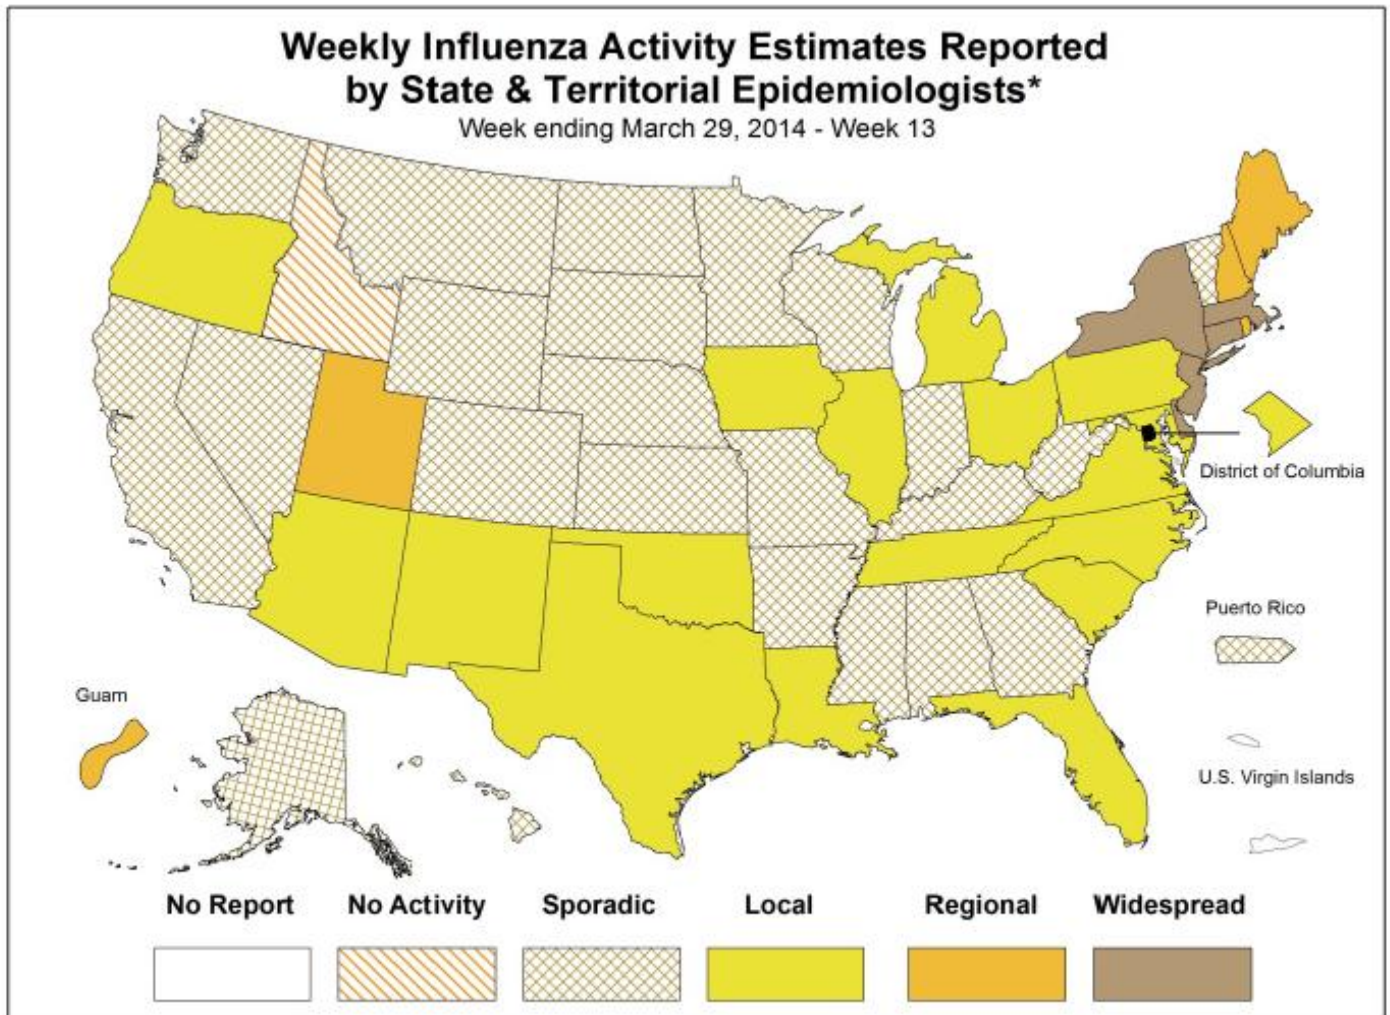 Weekly Influenza Activity Estimates Reported
by State & Territorial Epidemiologists*
Week ending March 29, 2014 - Week 13
District of Columbia
Puerto Rico
Guam
U.S. Virgin Islands
No Report No Activity Sporadic Local Regional Widespread